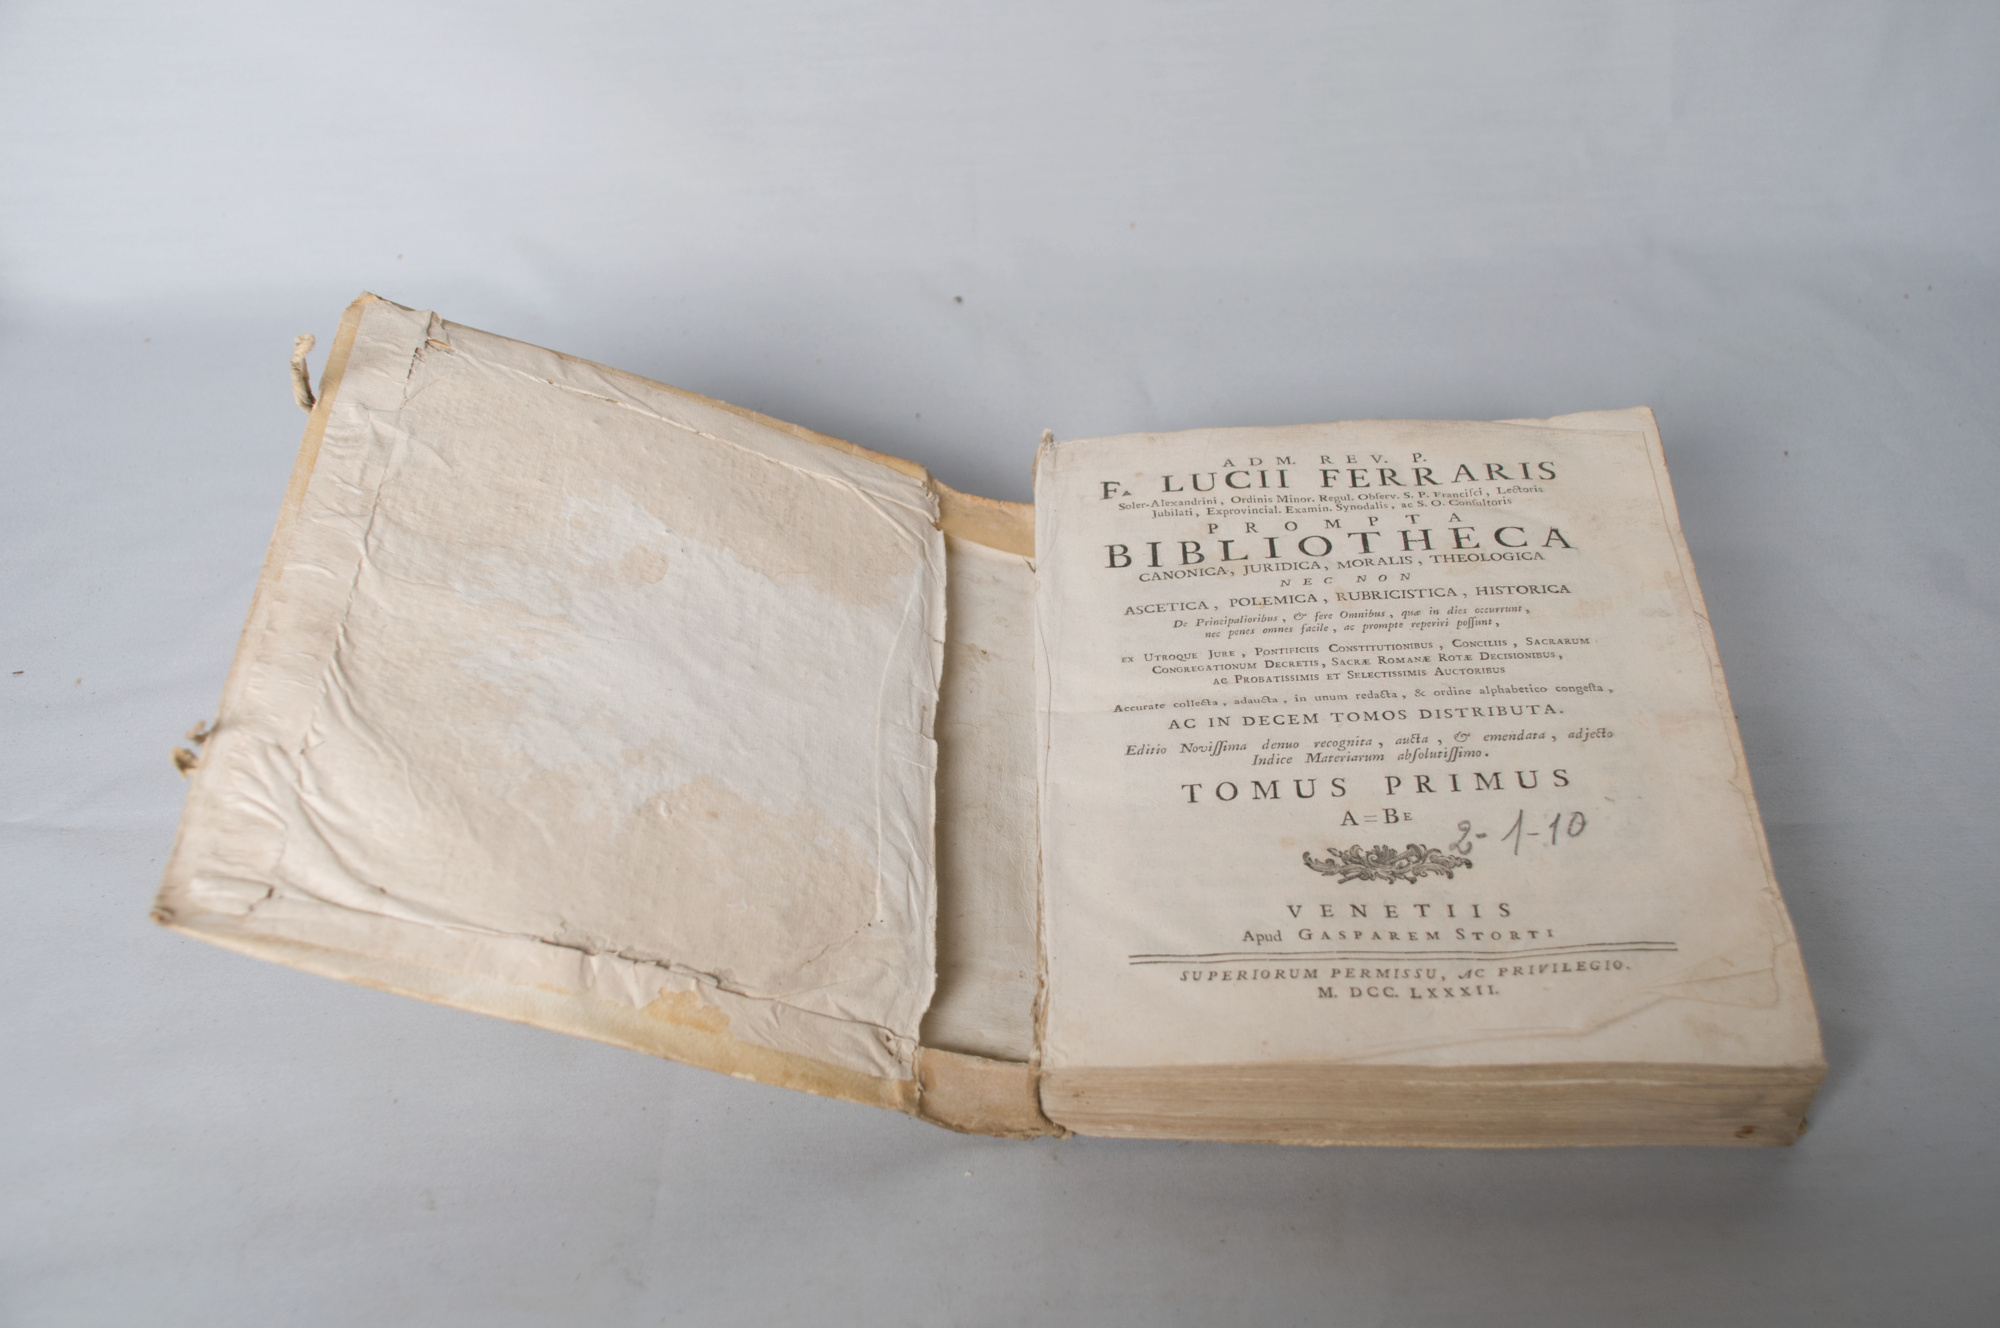 ADM. REV. P.
F. LUCII FERRARIS
Soler-Alexandrini, Ordinis Minor. Regul. Obſerv. S. P. Franciſci, Lectoris
Jubilati, Exprovincial. Examin. Synodalis, ac S. O. Conſultoris
PROMPTA
BIBLIOTHECA
CANONICA, JURIDICA, MORALIS, THEOLOGICA
NEC NON
ASCETICA, POLEMICA, RUBRICISTICA, HISTORICA
De Principalioribus, & fere Omnibus, quæ in dies occurrunt,
nec penes omnes facile, ac prompte reperiri poſſunt,
EX UTROQUE JURE, PONTIFICIIS CONSTITUTIONIBUS, CONCILIIS, SACRARUM
CONGREGATIONUM DECRETIS, SACRÆ ROMANÆ ROTÆ DECISIONIBUS,
AC PROBATISSIMIS ET SELECTISSIMIS AUCTORIBUS
Accurate collecta, adaucta, in unum redacta, & ordine alphabetico congeſta,
AC IN DECEM TOMOS DISTRIBUTA.
Editio Noviſſima denuo recognita, aucta, & emendata, adjecto
Indice Materiarum abſolutiſſimo.
TOMUS PRIMUS
A=BE
2-1-10
VENETIIS
Apud GASPAREM STORTI
SUPERIORUM PERMISSU, AC PRIVILEGIO.
M. DCC. LXXXII.